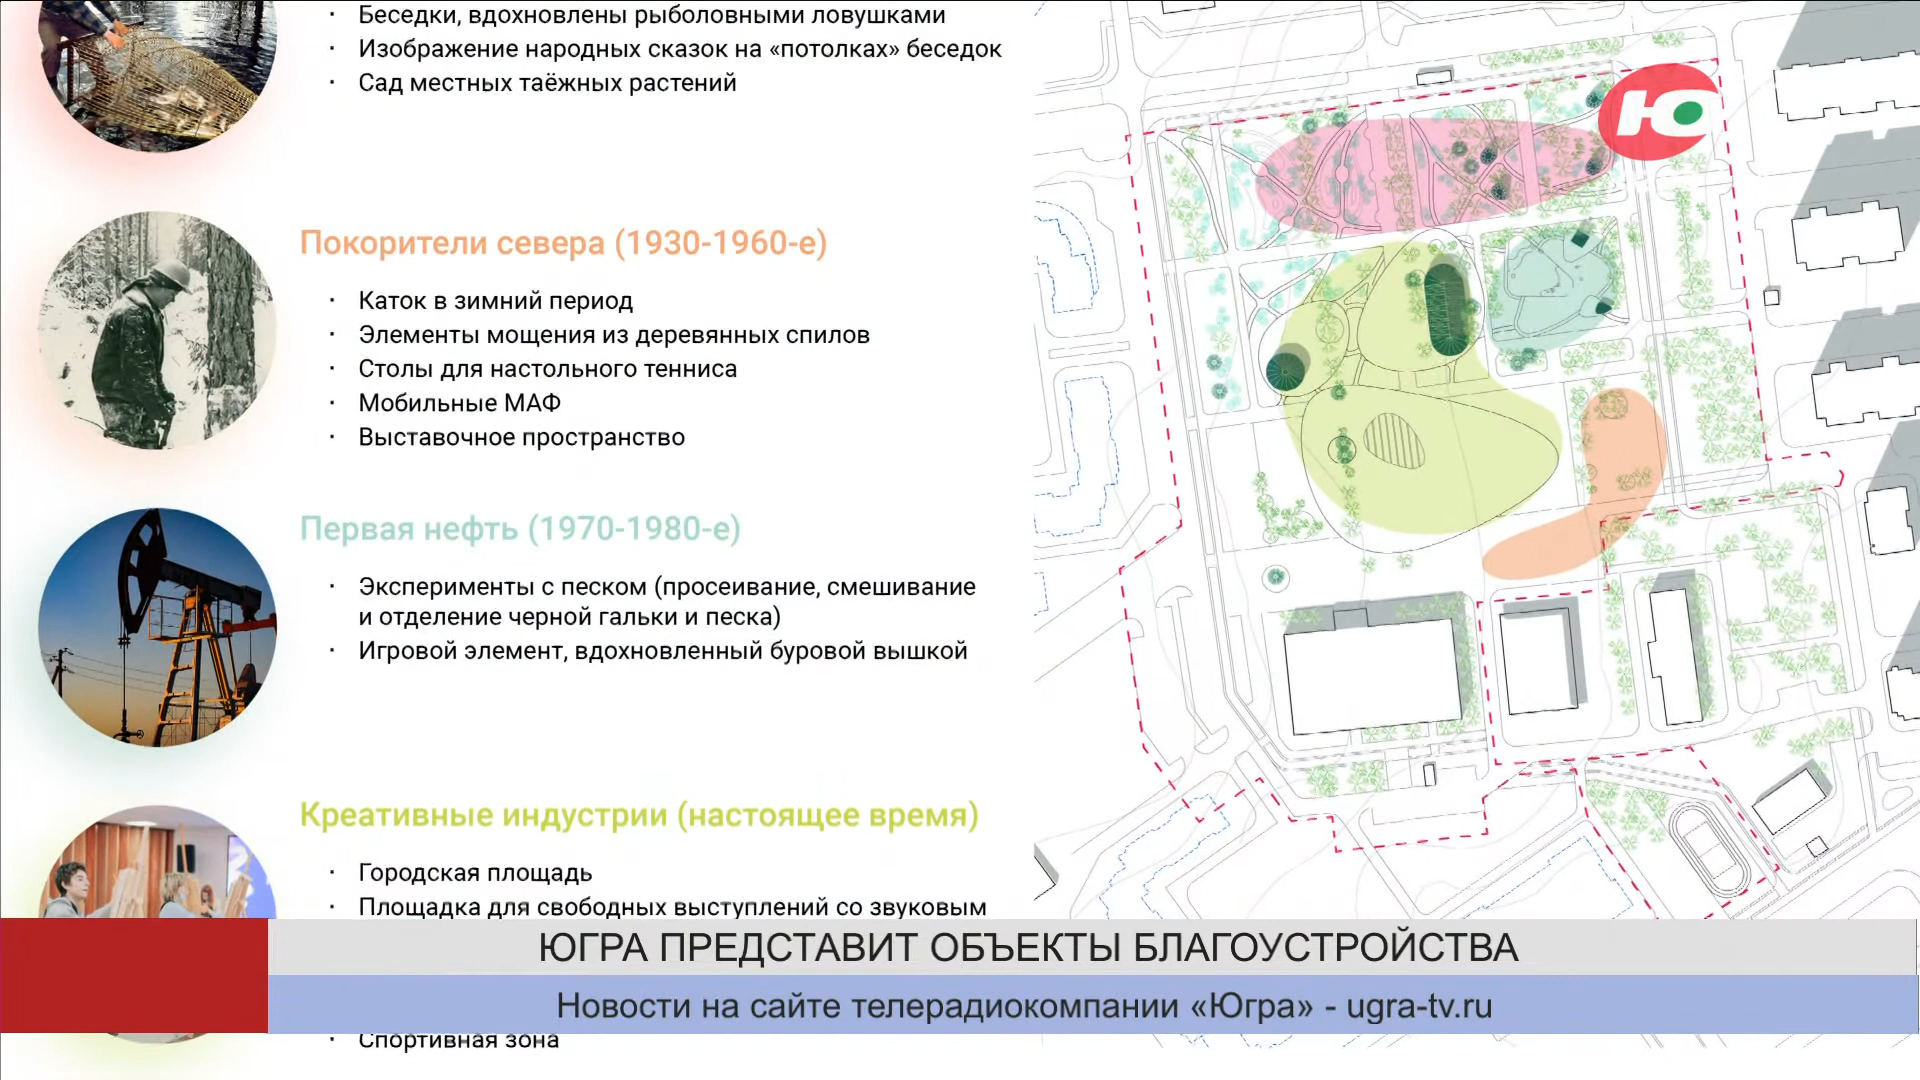 Беседки, вдохновлены рыболовными ловушками
Изображение народных сказок на «потолках» беседок
Сад местных таёжных растений
Ю
Покорители севера (1930-1960-е)
Каток в зимний период
Элементы мощения из деревянных спилов
Столы для настольного тенниса
Мобильные МАФ
Выставочное пространство
Первая нефть (1970-1980-е)
Эксперименты с песком (просеивание, смешивание
и отделение черной гальки и песка)
Игровой элемент, вдохновленный буровой вышкой
Креативные индустрии (настоящее время)
Городская площадь
Площадка для свободных выступлений со звуковым
ЮГРА ПРЕДСТАВИТ ОБЪЕКТЫ БЛАГОУСТРОЙСТВА
Новости на сайте телерадиокомпании «Югра» - ugra-tv.ru
Спортивная зона